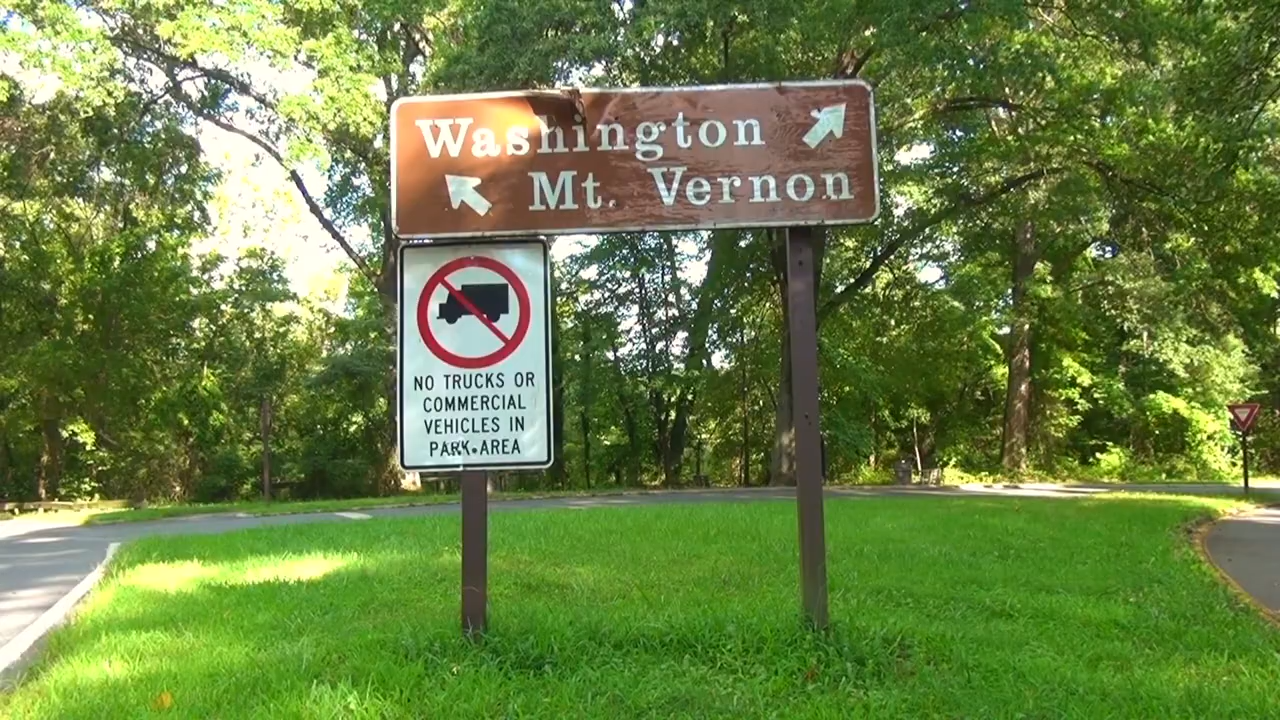 Washington
Mt. Vernon
NO TRUCKS OR
COMMERCIAL
VEHICLES IN
PARK AREA